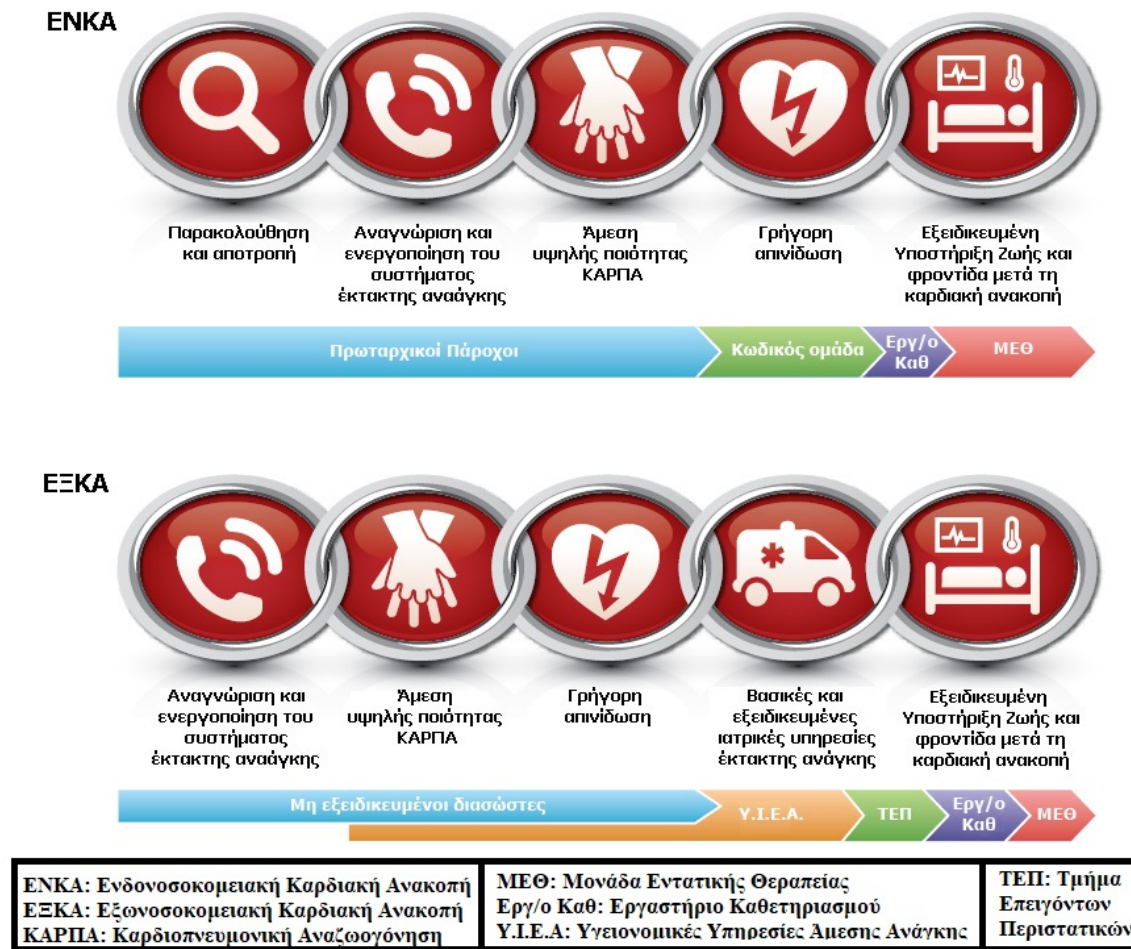 ΕΝΚΑ
Παρακολούθηση
και αποτροπή
Αναγνώριση και
ενεργοποίηση του
συστήματος
έκτακτης αναάγκης
Άμεση
υψηλής ποιότητας
ΚΑΡΠΑ
Γρήγορη
απινίδωση
Εξειδικευμένη
Υποστήριξη Ζωής και
φροντίδα μετά τη
καρδιακή ανακοπή
Πρωταρχικοί Πάροχοι
Κωδικός ομάδα
Εργ/ο
Καθ
ΜΕΘ
ΕΞΚΑ
Αναγνώριση και
ενεργοποίηση του
συστήματος
έκτακτης αναάγκης
Άμεση
υψηλής ποιότητας
ΚΑΡΠΑ
Γρήγορη
απινίδωση
Βασικές και
εξειδικευμένες
ιατρικές υπηρεσίες
έκτακτης ανάγκης
Εξειδικευμένη
Υποστήριξη Ζωής και
φροντίδα μετά τη
καρδιακή ανακοπή
Μη εξειδικευμένοι διασώστες
Υ.Ι.Ε.Α.
ΤΕΠ
Εργ/ο
Καθ
ΜΕΘ
ΕΝΚΑ: Ενδονοσοκομειακή Καρδιακή Ανακοπή
ΕΞΚΑ: Εξωνοσοκομειακή Καρδιακή Ανακοπή
ΚΑΡΠΑ: Καρδιοπνευμονική Αναζωογόνηση
ΜΕΘ: Μονάδα Εντατικής Θεραπείας
Εργ/ο Καθ: Εργαστήριο Καθετηριασμού
Υ.Ι.Ε.Α: Υγειονομικές Υπηρεσίες Άμεσης Ανάγκης
ΤΕΠ: Τμήμα
Επειγόντων
Περιστατικών